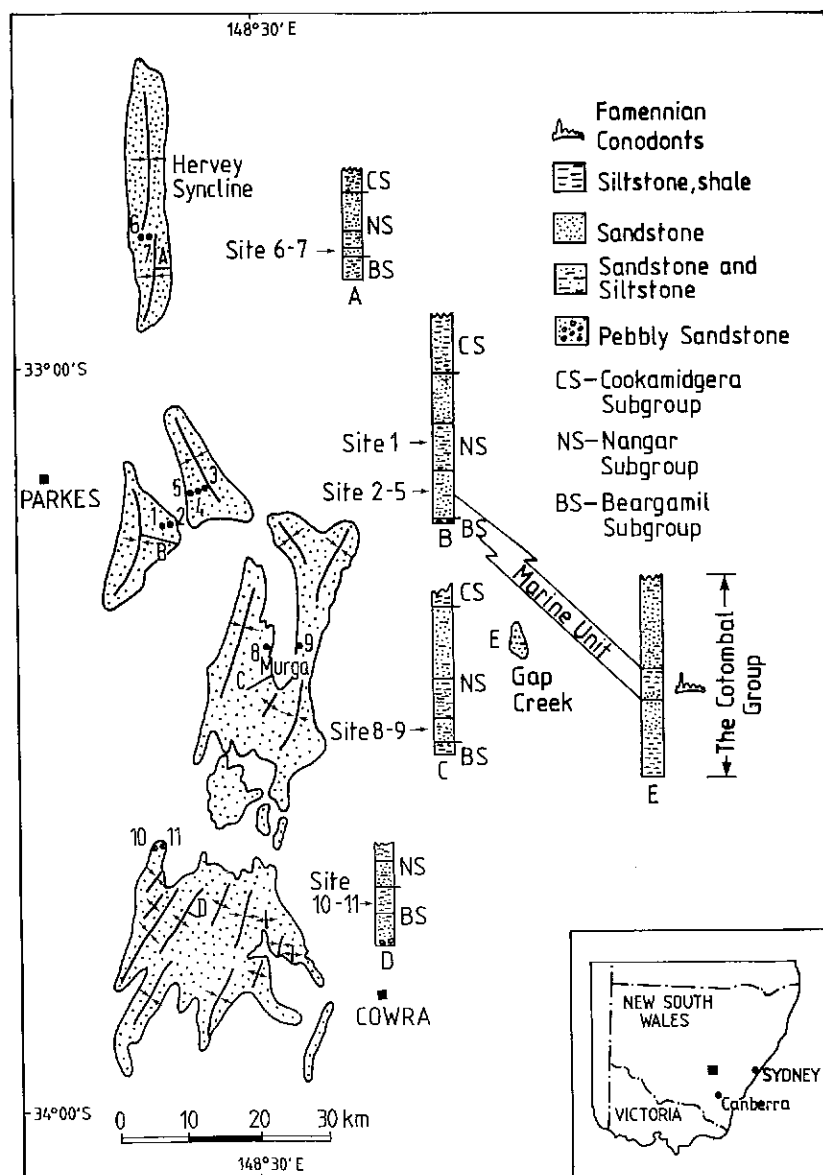 148°30'E
Hervey
Syncline
6
7
A
Site 6-7
CS
NS
BS
A
Famennian
Conodonts
Siltstone, shale
Sandstone
Sandstone and
Siltstone
Pebbly Sandstone
CS-Cookamidgera
Subgroup
NS-Nangar
Subgroup
BS-Beargamil
Subgroup
33°00'S
PARKES
1
2
B
5
4
3
Site 1
Site 2-5
CS
NS
BS
B
Marine Unit
8
9
Murga
C
Site 8-9
CS
NS
BS
C
E
Gap
Creek
E
The Cotombal
Group
10
11
D
Site
10-11
NS
BS
D
COWRA
34°00'S
0
10
20
30 km
148°30'E
NEW SOUTH
WALES
SYDNEY
Canberra
VICTORIA